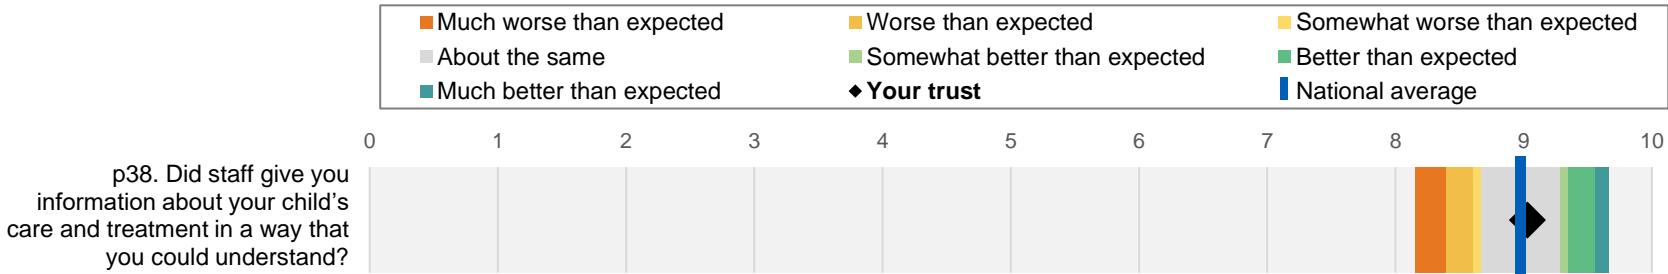 Much worse than expected
Worse than expected
Somewhat worse than expected
About the same
Somewhat better than expected
Better than expected
Much better than expected
Your trust
National average
0 1 2 3 4 5 6 7 8 9 10
p38. Did staff give you
information about your child’s
care and treatment in a way that
you could understand?